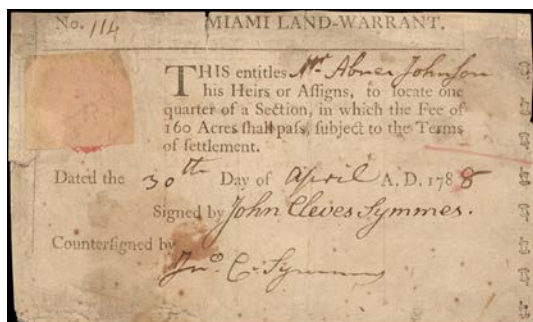 No. 114 MIAMI LAND-WARRANT.
THIS entitles Mr. Abner Johnson
his Heirs or Aſſigns, to locate one
quarter of a Section, in which the Fee of
160 Acres ſhall paſs, ſubject to the Terms
of ſettlement.
Dated the 30th Day of April A. D. 1788
Signed by John Cleves Symmes.
Counterſigned by
Jno. C. Symmes